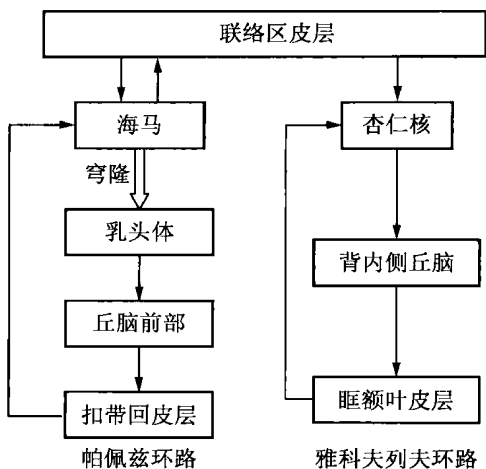 联络区皮层
海马
杏仁核
穹隆
乳头体
背内侧丘脑
丘脑前部
扣带回皮层
眶额叶皮层
帕佩兹环路
雅科夫列夫环路